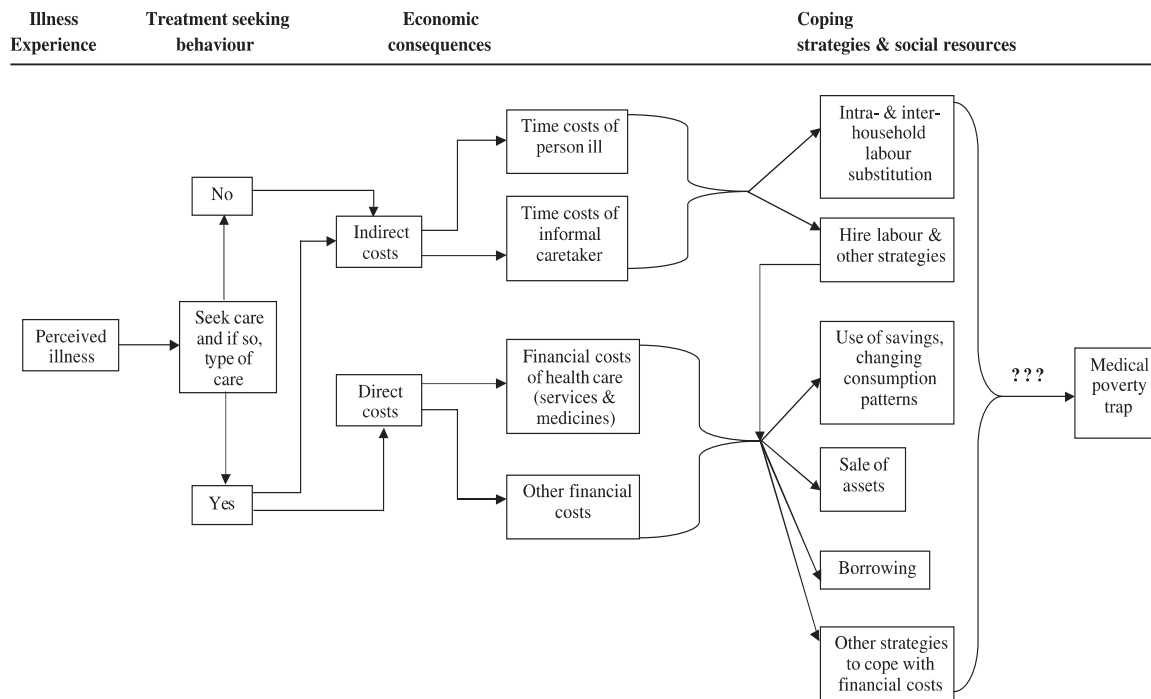 Illness
Experience
Treatment seeking
behaviour
Economic
consequences
Coping
strategies & social resources
Perceived
illness
No
Seek care
and if so,
type of
care
Yes
Indirect
costs
Direct
costs
Time costs of
person ill
Time costs of
informal
caretaker
Financial costs
of health care
(services &
medicines)
Other financial
costs
Intra- & inter-
household
labour
substitution
Hire labour &
other strategies
Use of savings,
changing
consumption
patterns
Sale of
assets
Borrowing
Other strategies
to cope with
financial costs
???
Medical
poverty
trap